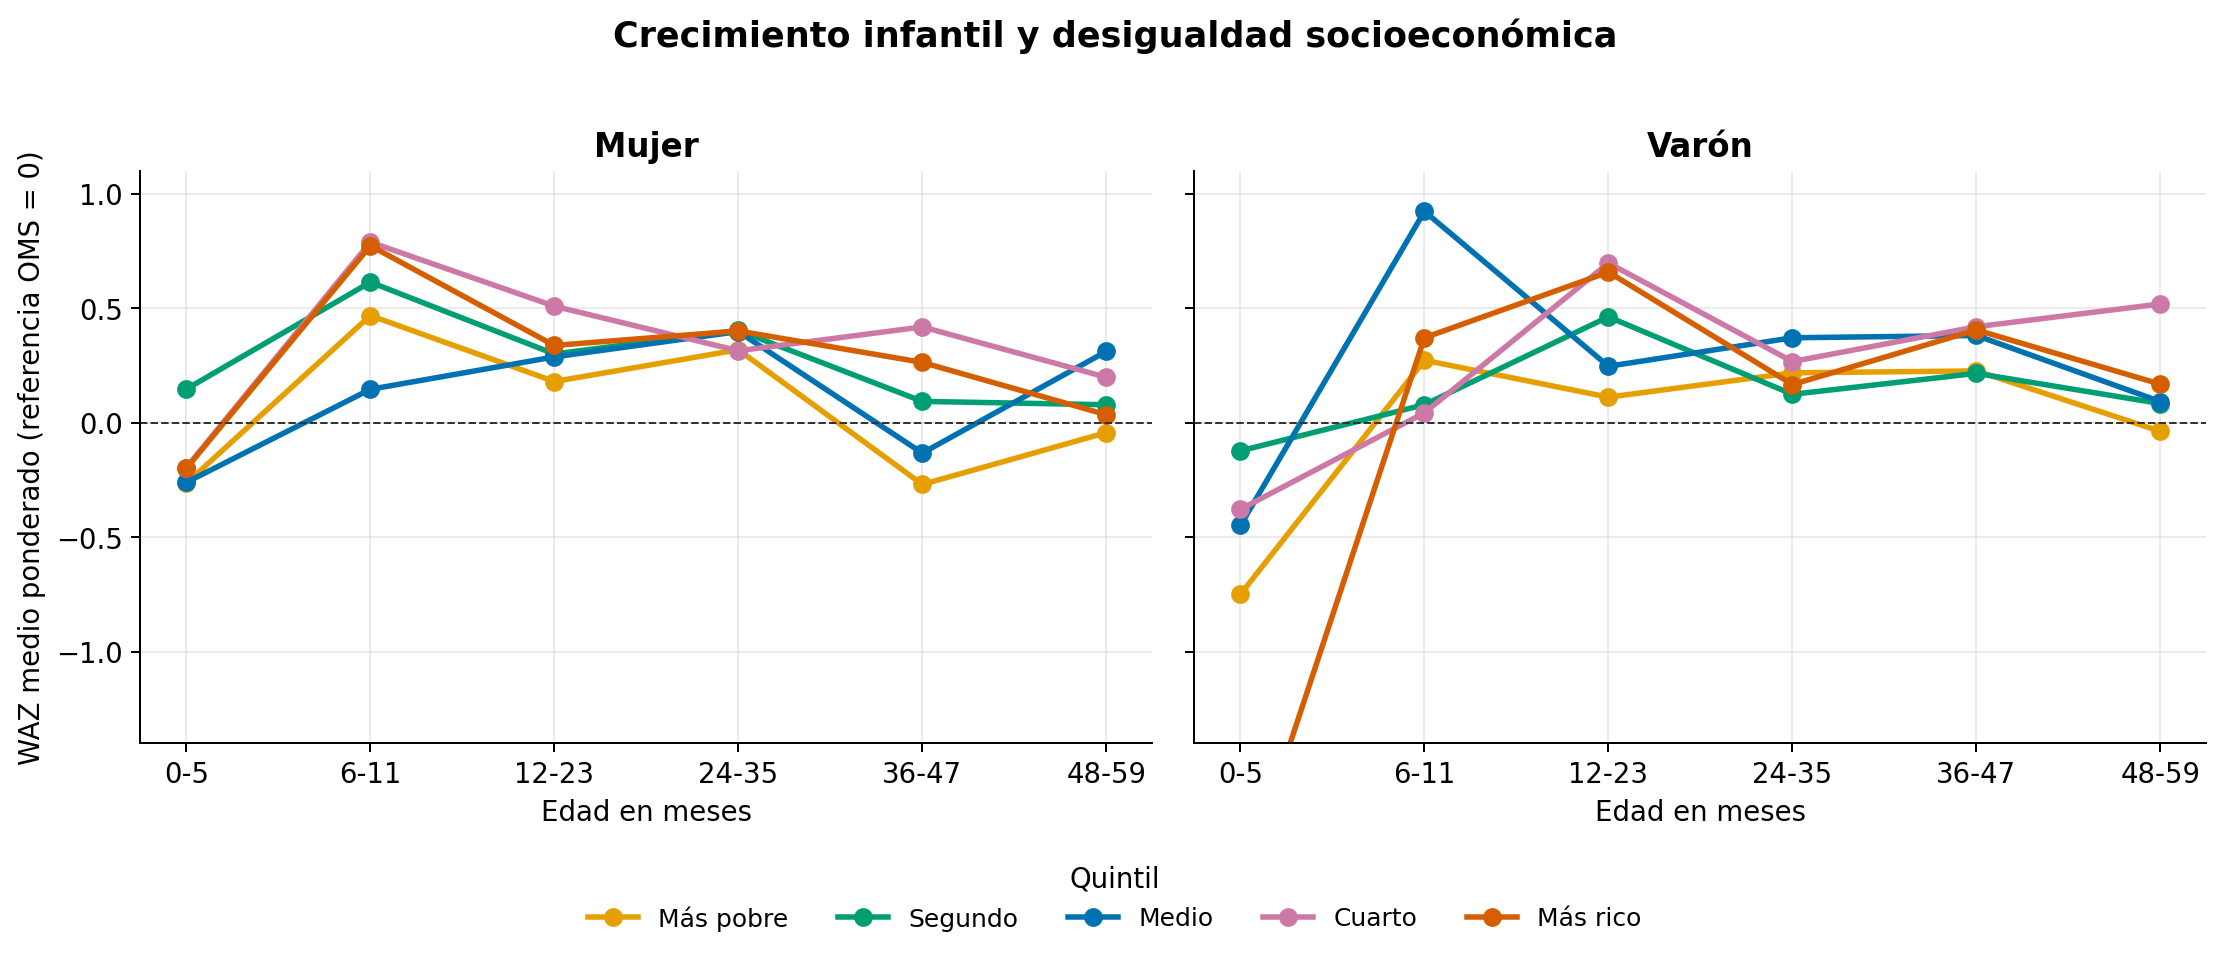 Crecimiento infantil y desigualdad socioeconómica
Mujer
Varón
WAZ medio ponderado (referencia OMS = 0)
1.0
0.5
0.0
−0.5
−1.0
0-5 6-11 12-23 24-35 36-47 48-59
Edad en meses
0-5 6-11 12-23 24-35 36-47 48-59
Edad en meses
Quintil
Más pobre Segundo Medio Cuarto Más rico